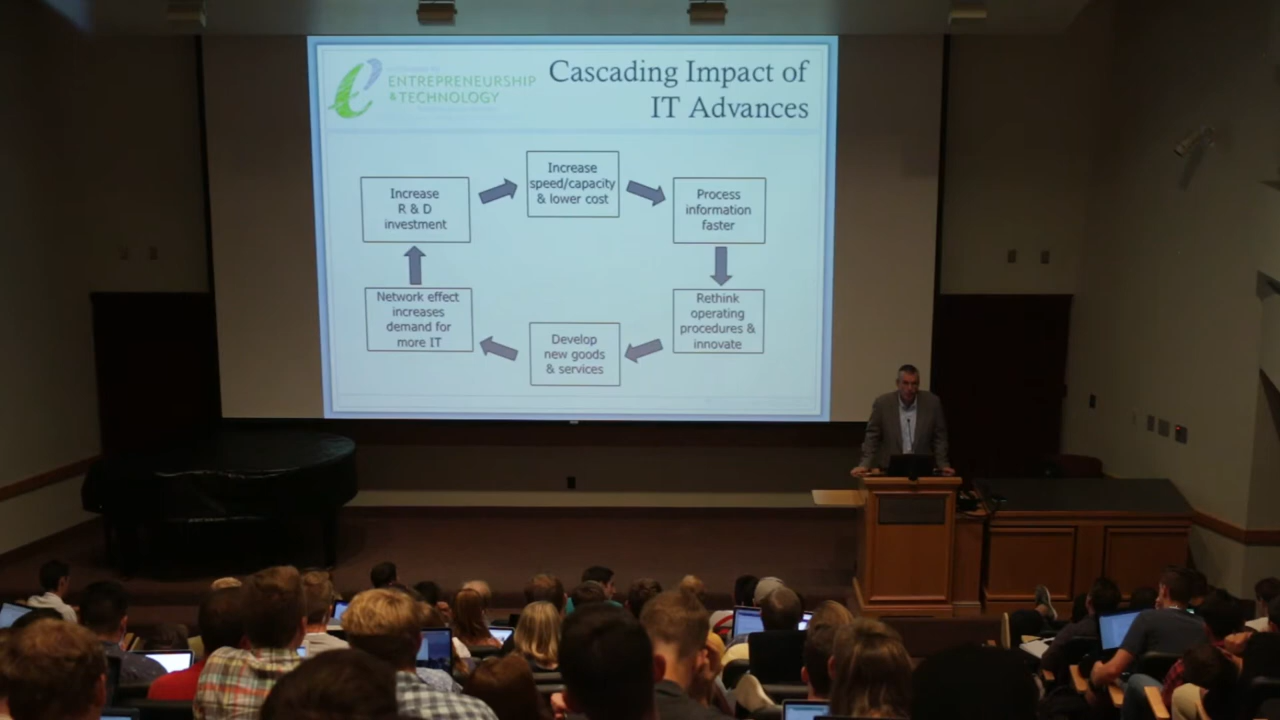 ENTREPRENEURSHIP
& TECHNOLOGY
Cascading Impact of
IT Advances
Increase
speed/capacity
& lower cost
Increase
R & D
investment
Process
information
faster
Network effect
increases
demand for
more IT
Rethink
operating
procedures &
innovate
Develop
new goods
& services